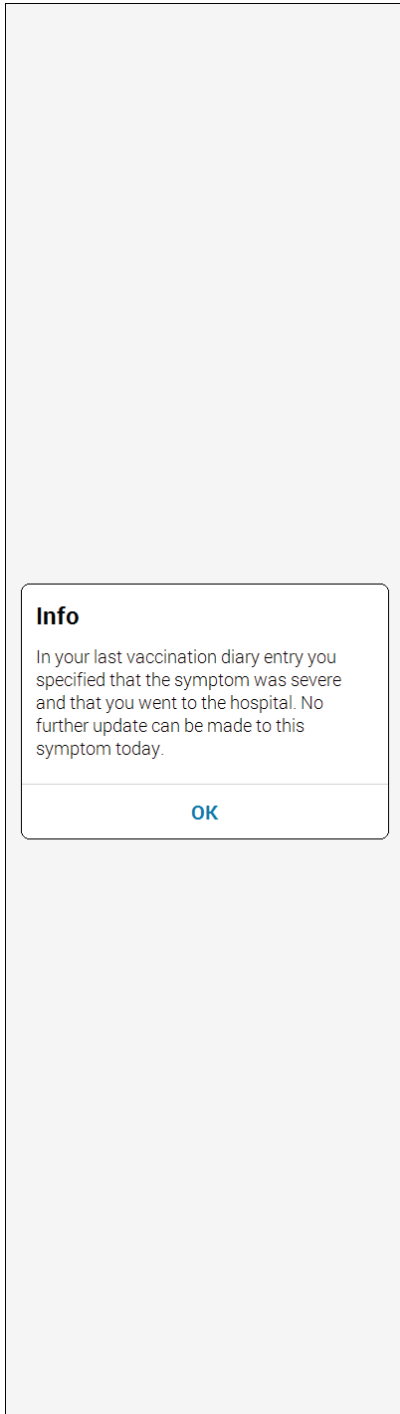 Info
In your last vaccination diary entry you
specified that the symptom was severe
and that you went to the hospital. No
further update can be made to this
symptom today.
OK